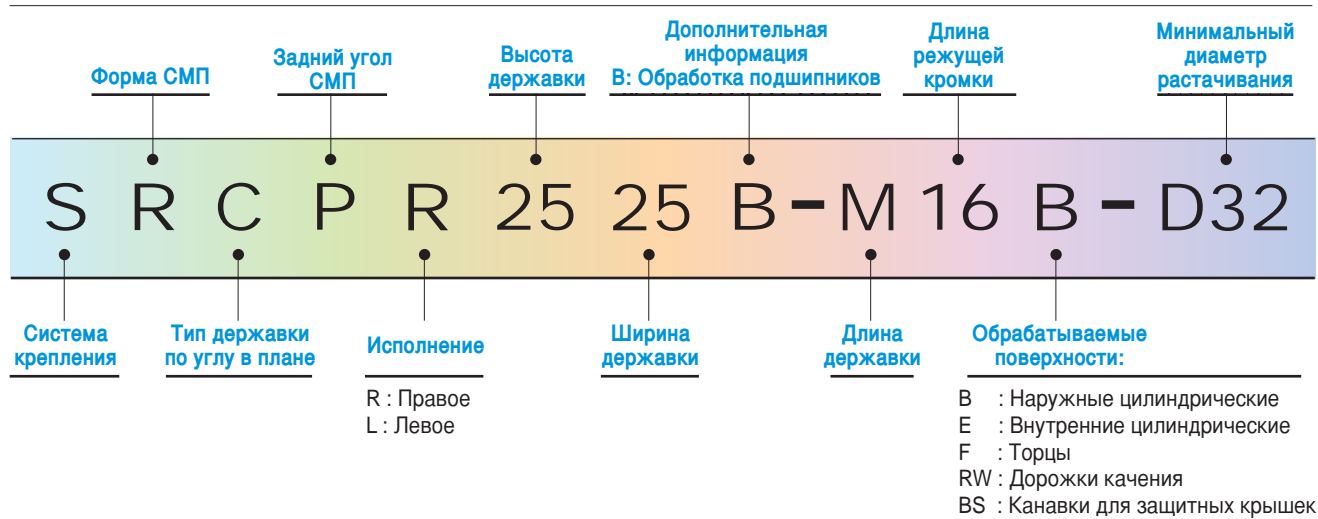 Форма СМП
Задний угол
СМП
Высота
державки
Дополнительная
информация
В: Обработка подшипников
Длина
режущей
кромки
Минимальный
диаметр
растачивания
S R C P R 25 25 B - M 16 B - D32
Система
крепления
Тип державки
по углу в плане
Исполнение
R : Правое
L : Левое
Ширина
державки
Длина
державки
Обрабатываемые
поверхности:
B : Наружные цилиндрические
E : Внутренние цилиндрические
F : Торцы
RW : Дорожки качения
BS : Канавки для защитных крышек